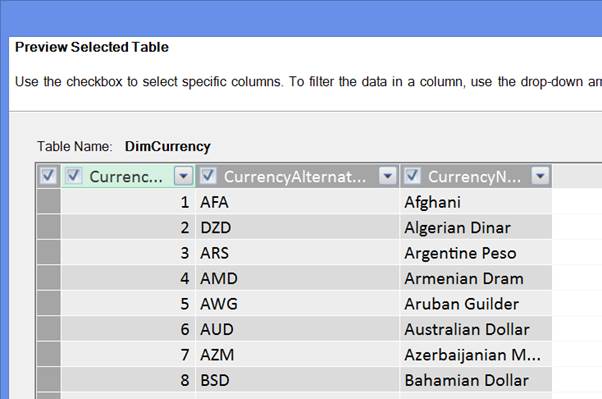 Preview Selected Table
Use the checkbox to select specific columns. To filter the data in a column, use the drop-down arr
Table Name: DimCurrency
Currenc... CurrencyAlternat... CurrencyN...
1 AFA Afghani
2 DZD Algerian Dinar
3 ARS Argentine Peso
4 AMD Armenian Dram
5 AWG Aruban Guilder
6 AUD Australian Dollar
7 AZM Azerbaijanian M...
8 BSD Bahamian Dollar